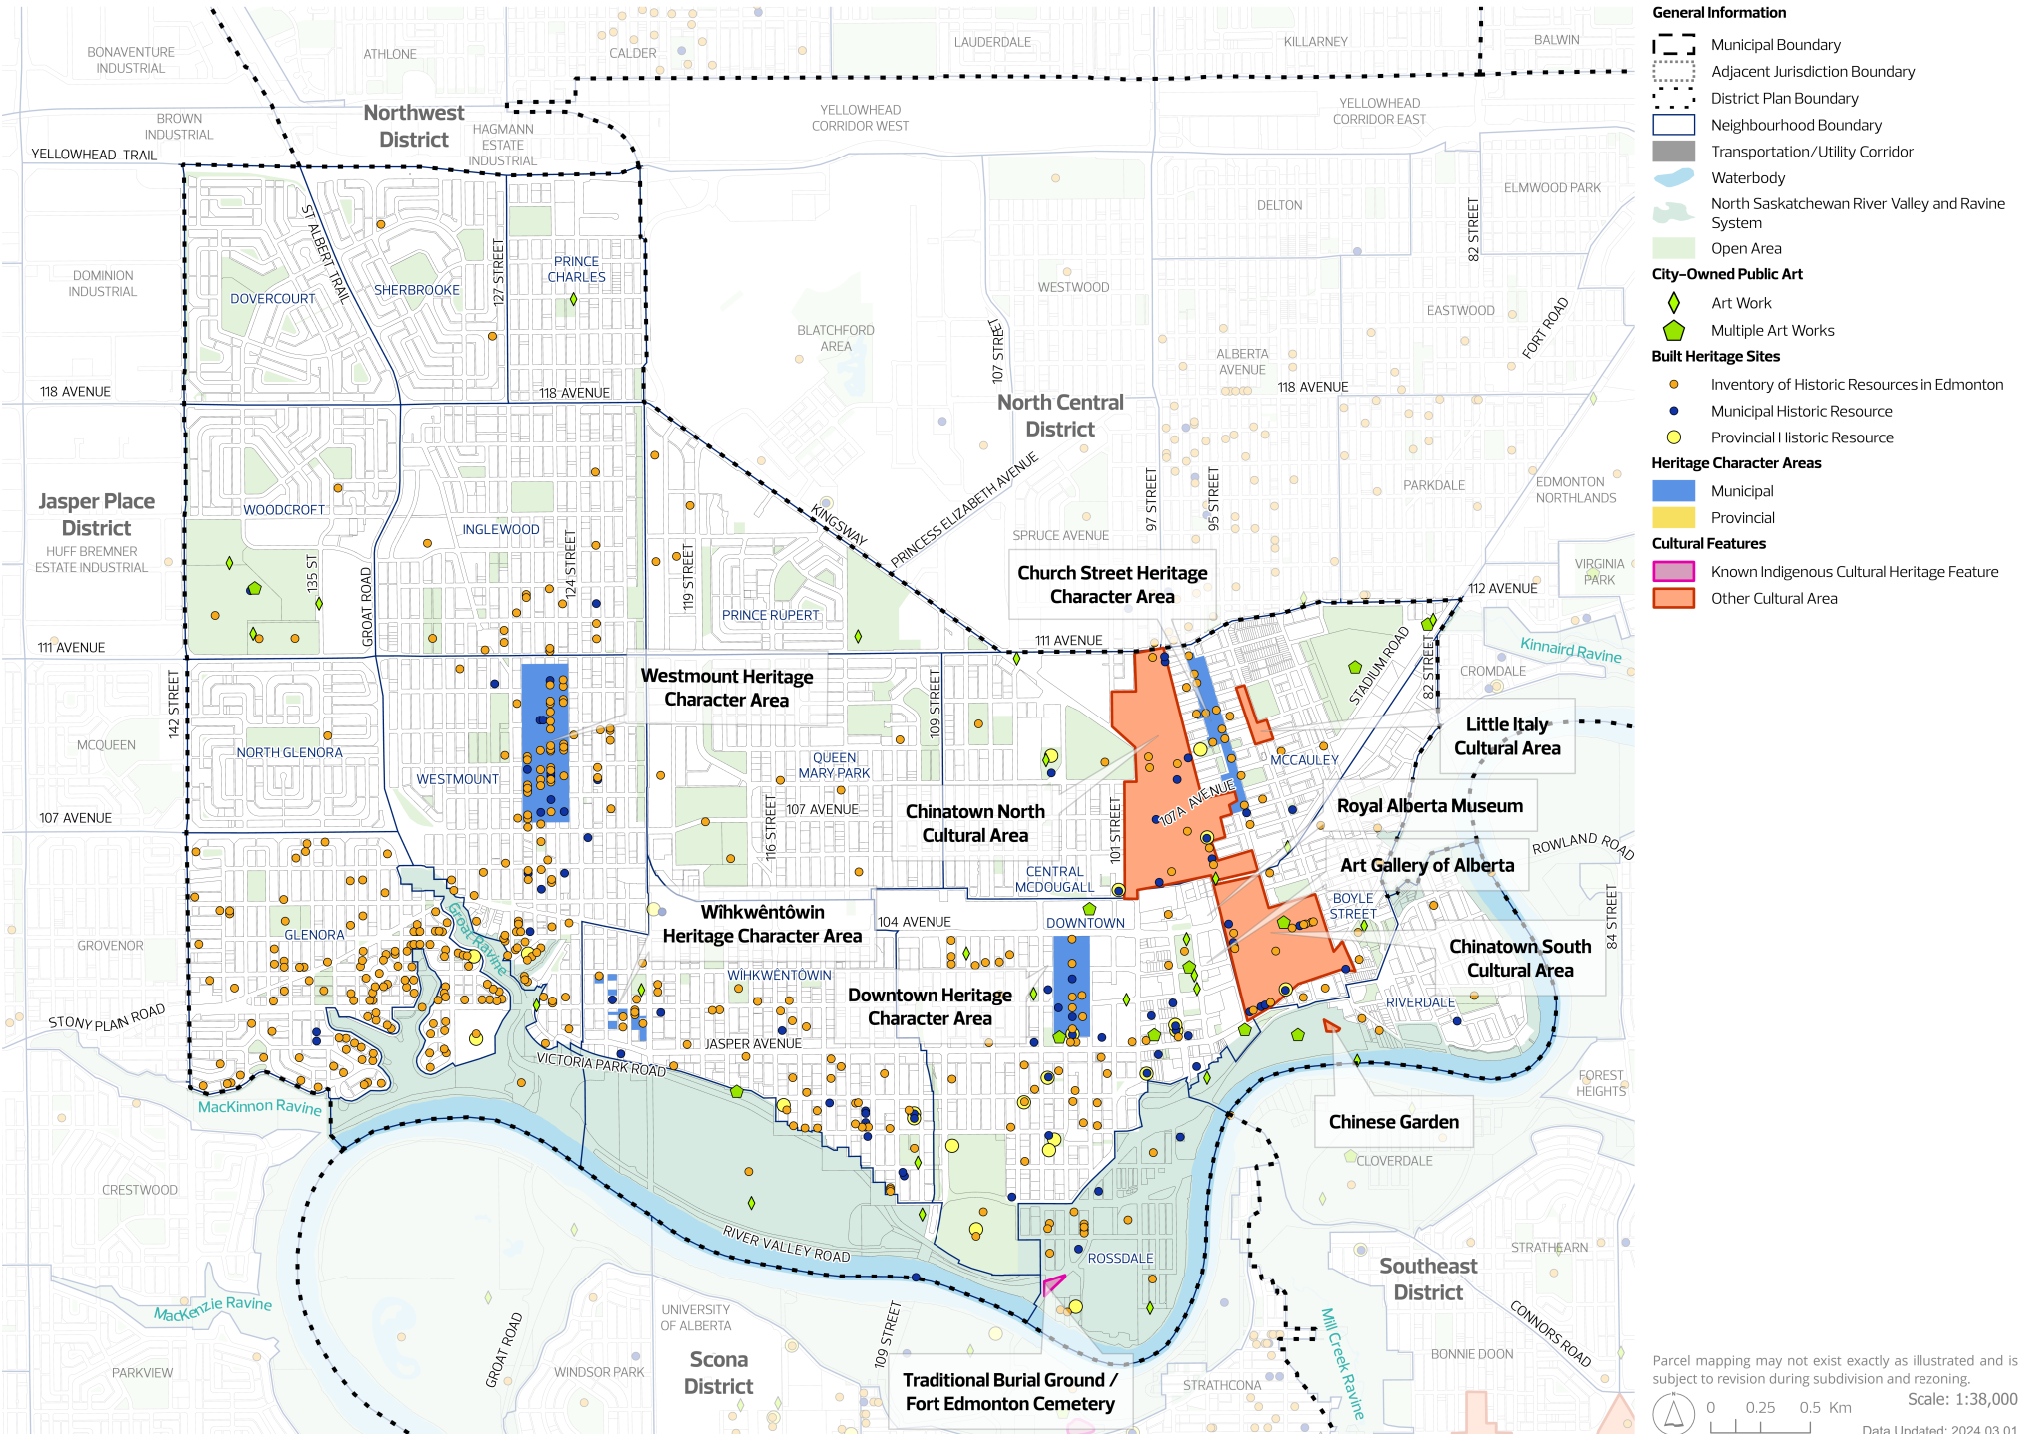 BONAVENTURE
INDUSTRIAL
ATHLONE
CALDER
LAUDERDALE
KILLARNEY
BALWIN
Northwest
District
BROWN
INDUSTRIAL
HAGMANN
ESTATE
INDUSTRIAL
YELLOWHEAD
CORRIDOR WEST
YELLOWHEAD
CORRIDOR EAST
YELLOWHEAD TRAIL
ELMWOOD PARK
DELTON
82 STREET
ST ALBERT TRAIL
127 STREET
PRINCE
CHARLES
DOMINION
INDUSTRIAL
DOVERCOURT
SHERBROOKE
WESTWOOD
EASTWOOD
FORT ROAD
BLATCHFORD
AREA
107 STREET
ALBERTA
AVENUE
118 AVENUE
118 AVENUE
118 AVENUE
North Central
District
Jasper Place
District
WOODCROFT
INGLEWOOD
KINGSWAY
PRINCESS ELIZABETH AVENUE
97 STREET
95 STREET
PARKDALE
EDMONTON
NORTHLANDS
HUFF BREMNER
ESTATE INDUSTRIAL
135 ST
GROAT ROAD
124 STREET
119 STREET
SPRUCE AVENUE
VIRGINIA
PARK
Church Street Heritage
Character Area
112 AVENUE
PRINCE RUPERT
111 AVENUE
111 AVENUE
STADIUM ROAD
82 STREET
Kinnaird Ravine
CROMDALE
142 STREET
Westmount Heritage
Character Area
109 STREET
Little Italy
Cultural Area
MCQUEEN
NORTH GLENORA
WESTMOUNT
QUEEN
MARY PARK
MCCAULEY
107 AVENUE
107 AVENUE
116 STREET
Chinatown North
Cultural Area
101 STREET
107A AVENUE
Royal Alberta Museum
ROWLAND ROAD
Art Gallery of Alberta
CENTRAL
MCDOUGALL
BOYLE
STREET
84 STREET
Groat Ravine
Wîhkwêntôwin
Heritage Character Area
104 AVENUE
DOWNTOWN
GROVENOR
GLENORA
WÎHKWÊNTÔWIN
Chinatown South
Cultural Area
Downtown Heritage
Character Area
RIVERDALE
STONY PLAIN ROAD
JASPER AVENUE
VICTORIA PARK ROAD
FOREST
HEIGHTS
MacKinnon Ravine
Chinese Garden
CLOVERDALE
CRESTWOOD
RIVER VALLEY ROAD
ROSSDALE
STRATHEARN
Southeast
District
MacKenzie Ravine
UNIVERSITY
OF ALBERTA
109 STREET
GROAT ROAD
Mill Creek Ravine
CONNORS ROAD
PARKVIEW
WINDSOR PARK
Scona
District
Traditional Burial Ground /
Fort Edmonton Cemetery
STRATHCONA
BONNIE DOON
General Information
Municipal Boundary
Adjacent Jurisdiction Boundary
District Plan Boundary
Neighbourhood Boundary
Transportation/Utility Corridor
Waterbody
North Saskatchewan River Valley and Ravine
System
Open Area
City-Owned Public Art
Art Work
Multiple Art Works
Built Heritage Sites
Inventory of Historic Resources in Edmonton
Municipal Historic Resource
Provincial Historic Resource
Heritage Character Areas
Municipal
Provincial
Cultural Features
Known Indigenous Cultural Heritage Feature
Other Cultural Area
Parcel mapping may not exist exactly as illustrated and is
subject to revision during subdivision and rezoning.
Scale: 1:38,000
N
0 0.25 0.5 Km
Data Updated: 2024.03.01